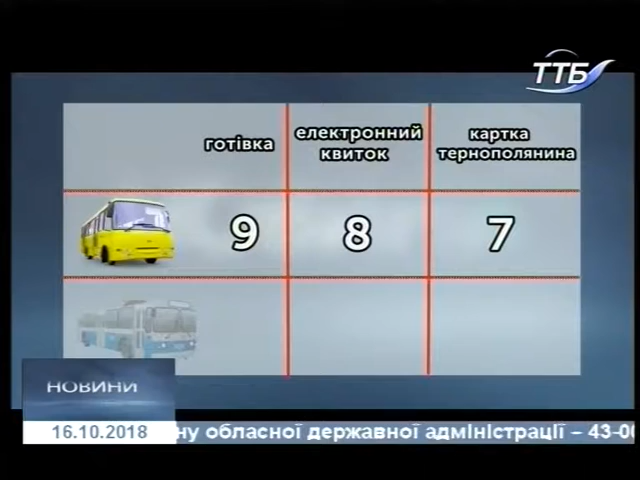 ТТБ
готівка
електронний
квиток
картка
тернополянина
9
8
7
НОВИНИ
16.10.2018
ну обласної державної адміністрації – 43-0